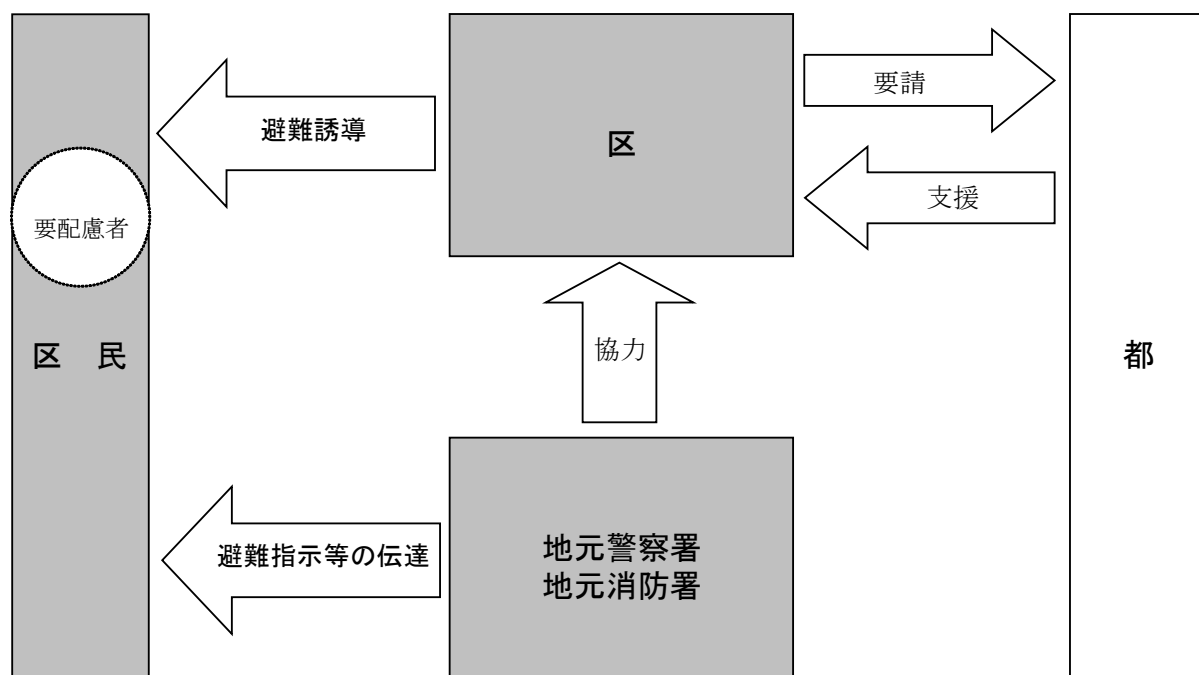 避難誘導
区
要請
支援
要配慮者
区 民
協力
都
避難指示等の伝達
地元警察署
地元消防署